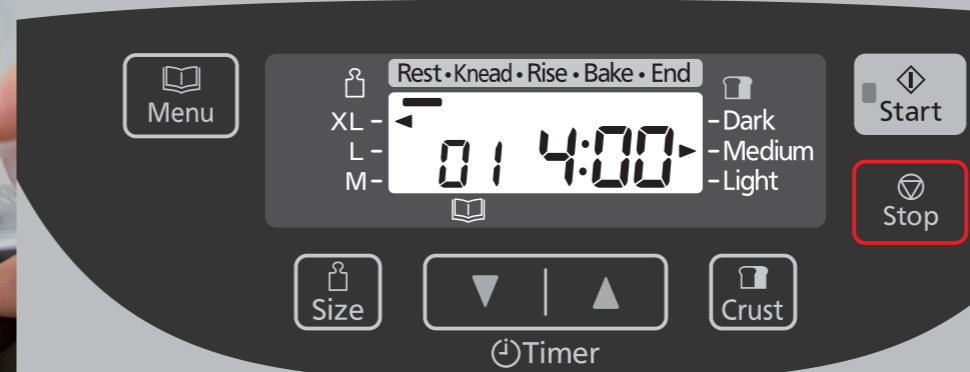 Menu
Rest • Knead • Rise • Bake • End
XL
L
M
01 4:00
Dark
Medium
Light
Start
Stop
Size
Crust
Timer